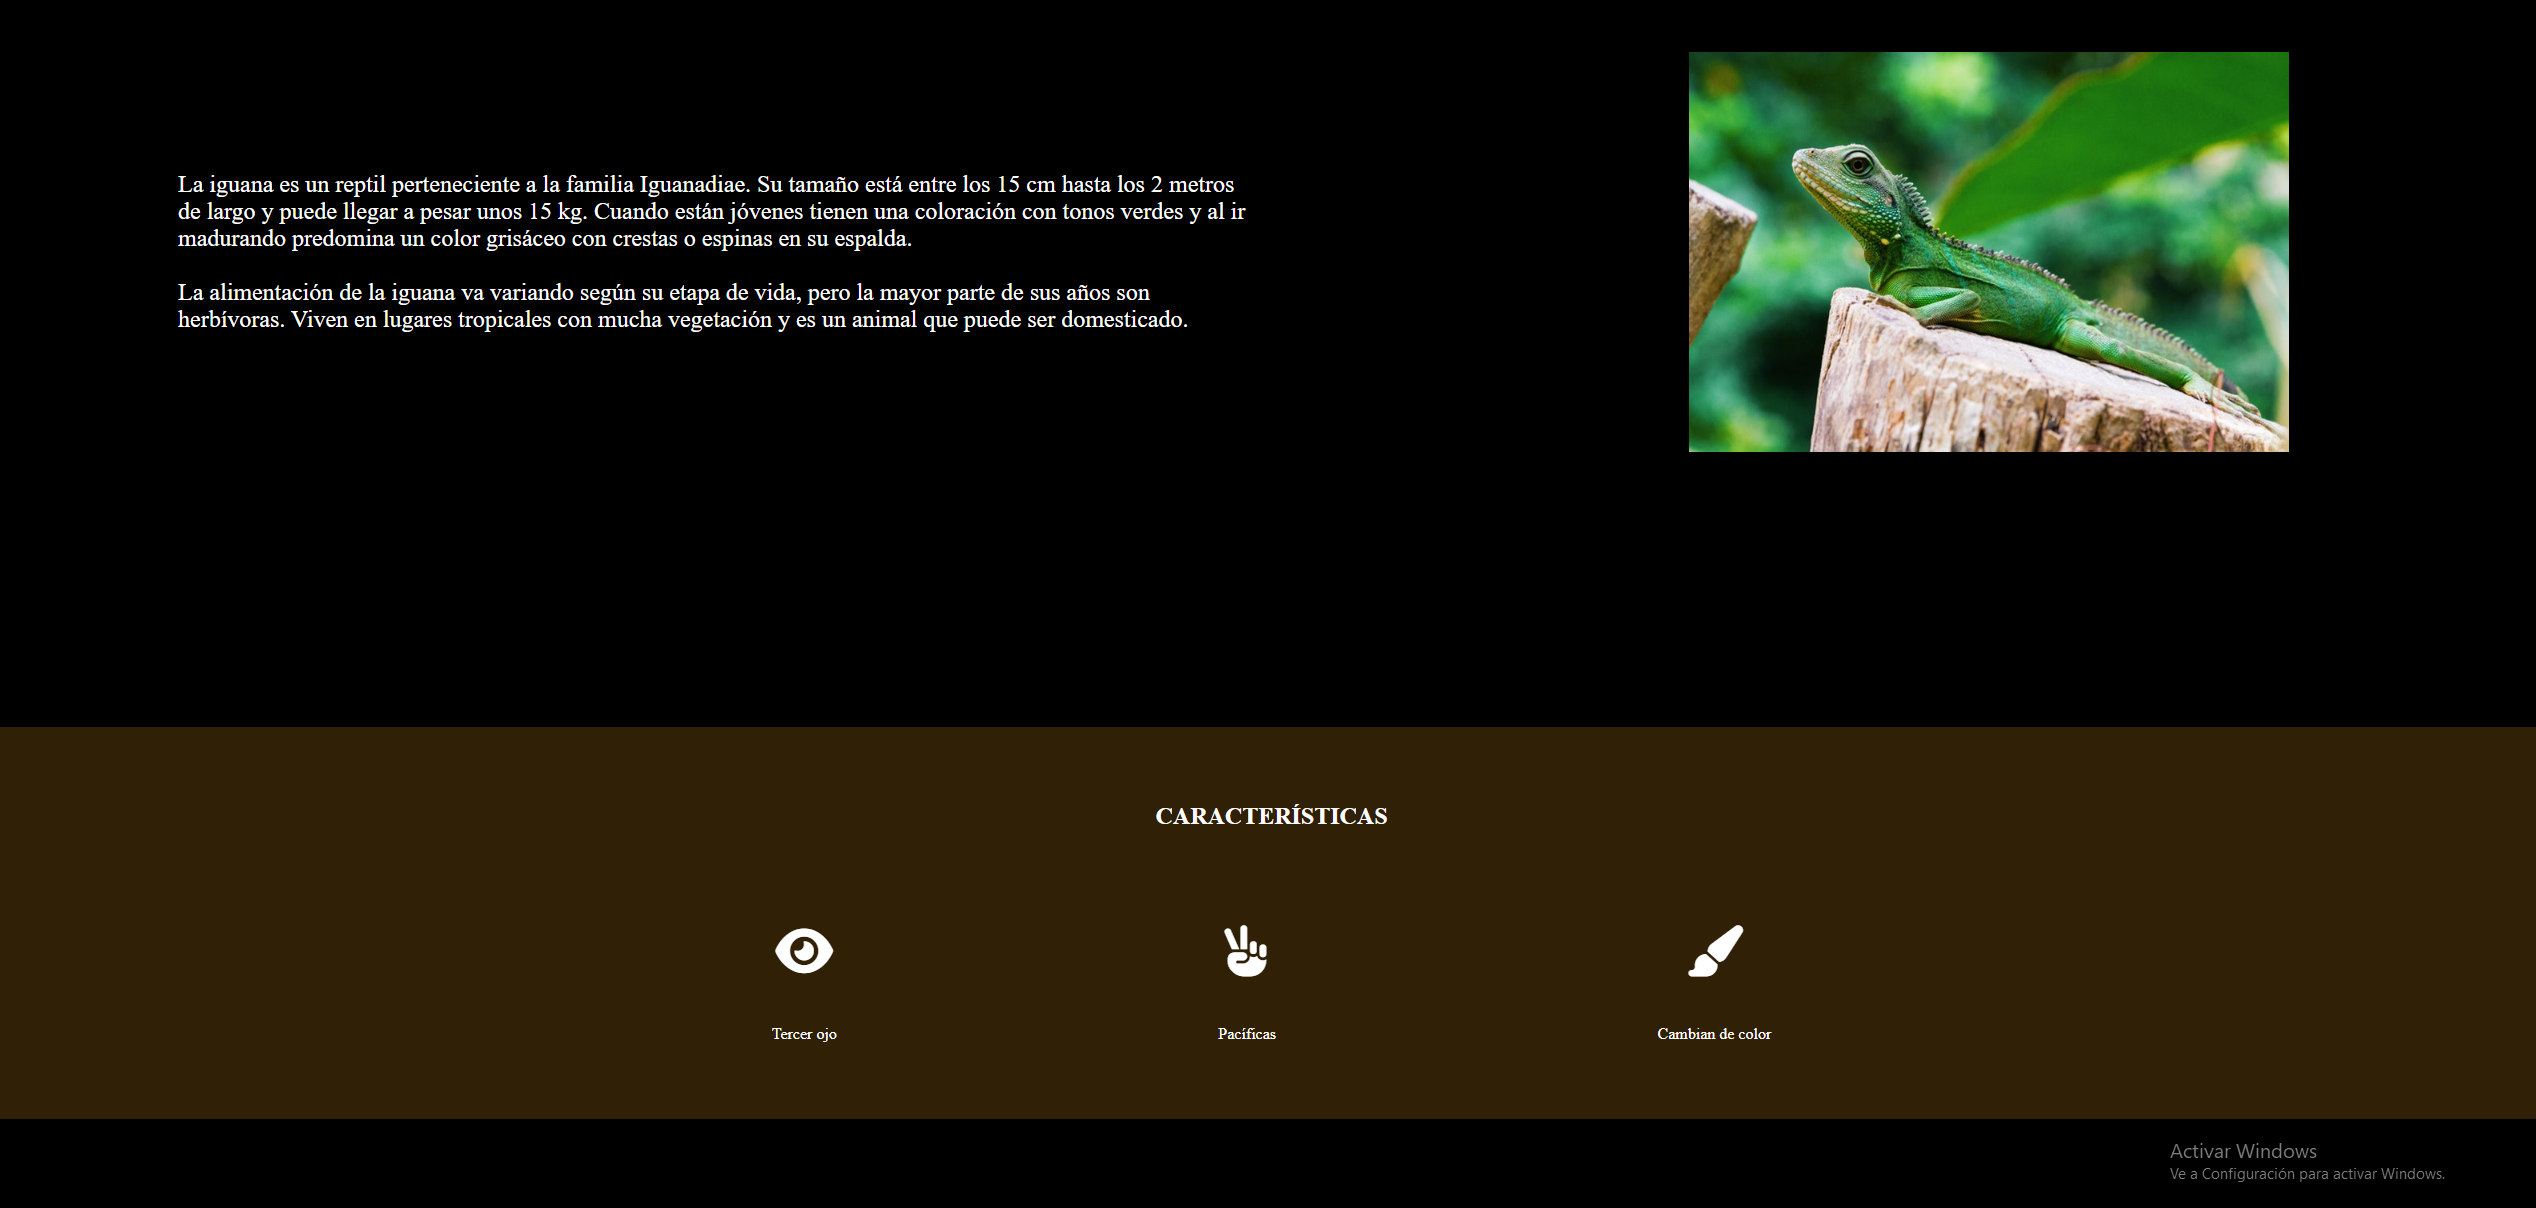 La iguana es un reptil perteneciente a la familia Iguanadiae. Su tamaño está entre los 15 cm hasta los 2 metros
de largo y puede llegar a pesar unos 15 kg. Cuando están jóvenes tienen una coloración con tonos verdes y al ir
madurando predomina un color grisáceo con crestas o espinas en su espalda.
La alimentación de la iguana va variando según su etapa de vida, pero la mayor parte de sus años son
herbívoras. Viven en lugares tropicales con mucha vegetación y es un animal que puede ser domesticado.
CARACTERÍSTICAS
Tercer ojo
Pacíficas
Cambian de color
Activar Windows
Ve a Configuración para activar Windows.